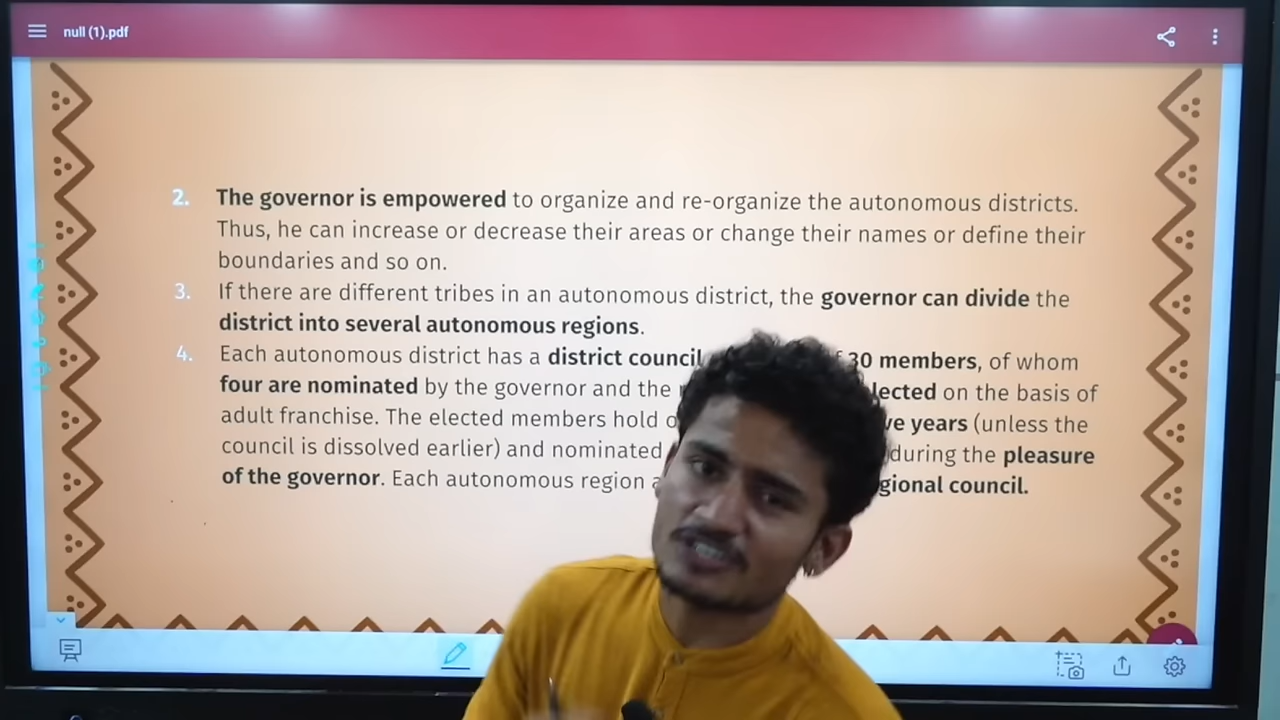 null (1).pdf
2. The governor is empowered to organize and re-organize the autonomous districts.
Thus, he can increase or decrease their areas or change their names or define their
boundaries and so on.
3. If there are different tribes in an autonomous district, the governor can divide the
district into several autonomous regions.
4. Each autonomous district has a district council 30 members, of whom
four are nominated by the governor and the on the basis of
adult franchise. The elected members hold years (unless the
council is dissolved earlier) and nominated during the pleasure
of the governor. Each autonomous region council.